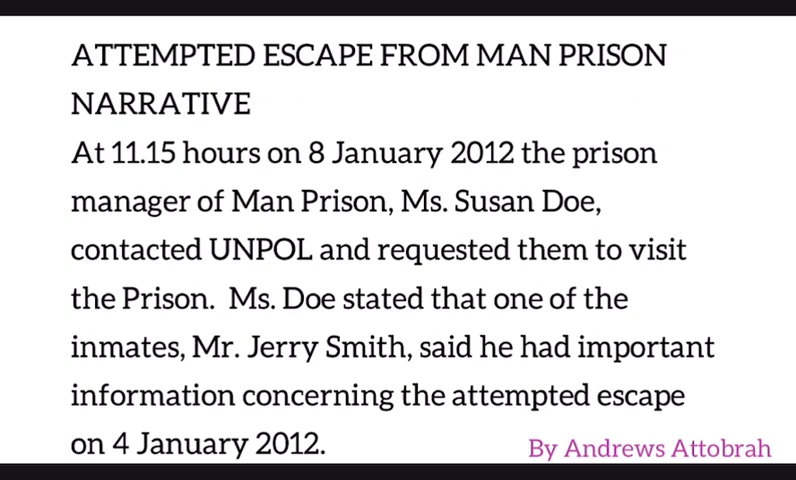 ATTEMPTED ESCAPE FROM MAN PRISON
NARRATIVE
At 11.15 hours on 8 January 2012 the prison
manager of Man Prison, Ms. Susan Doe,
contacted UNPOL and requested them to visit
the Prison.  Ms. Doe stated that one of the
inmates, Mr. Jerry Smith, said he had important
information concerning the attempted escape
on 4 January 2012.
By Andrews Attobrah